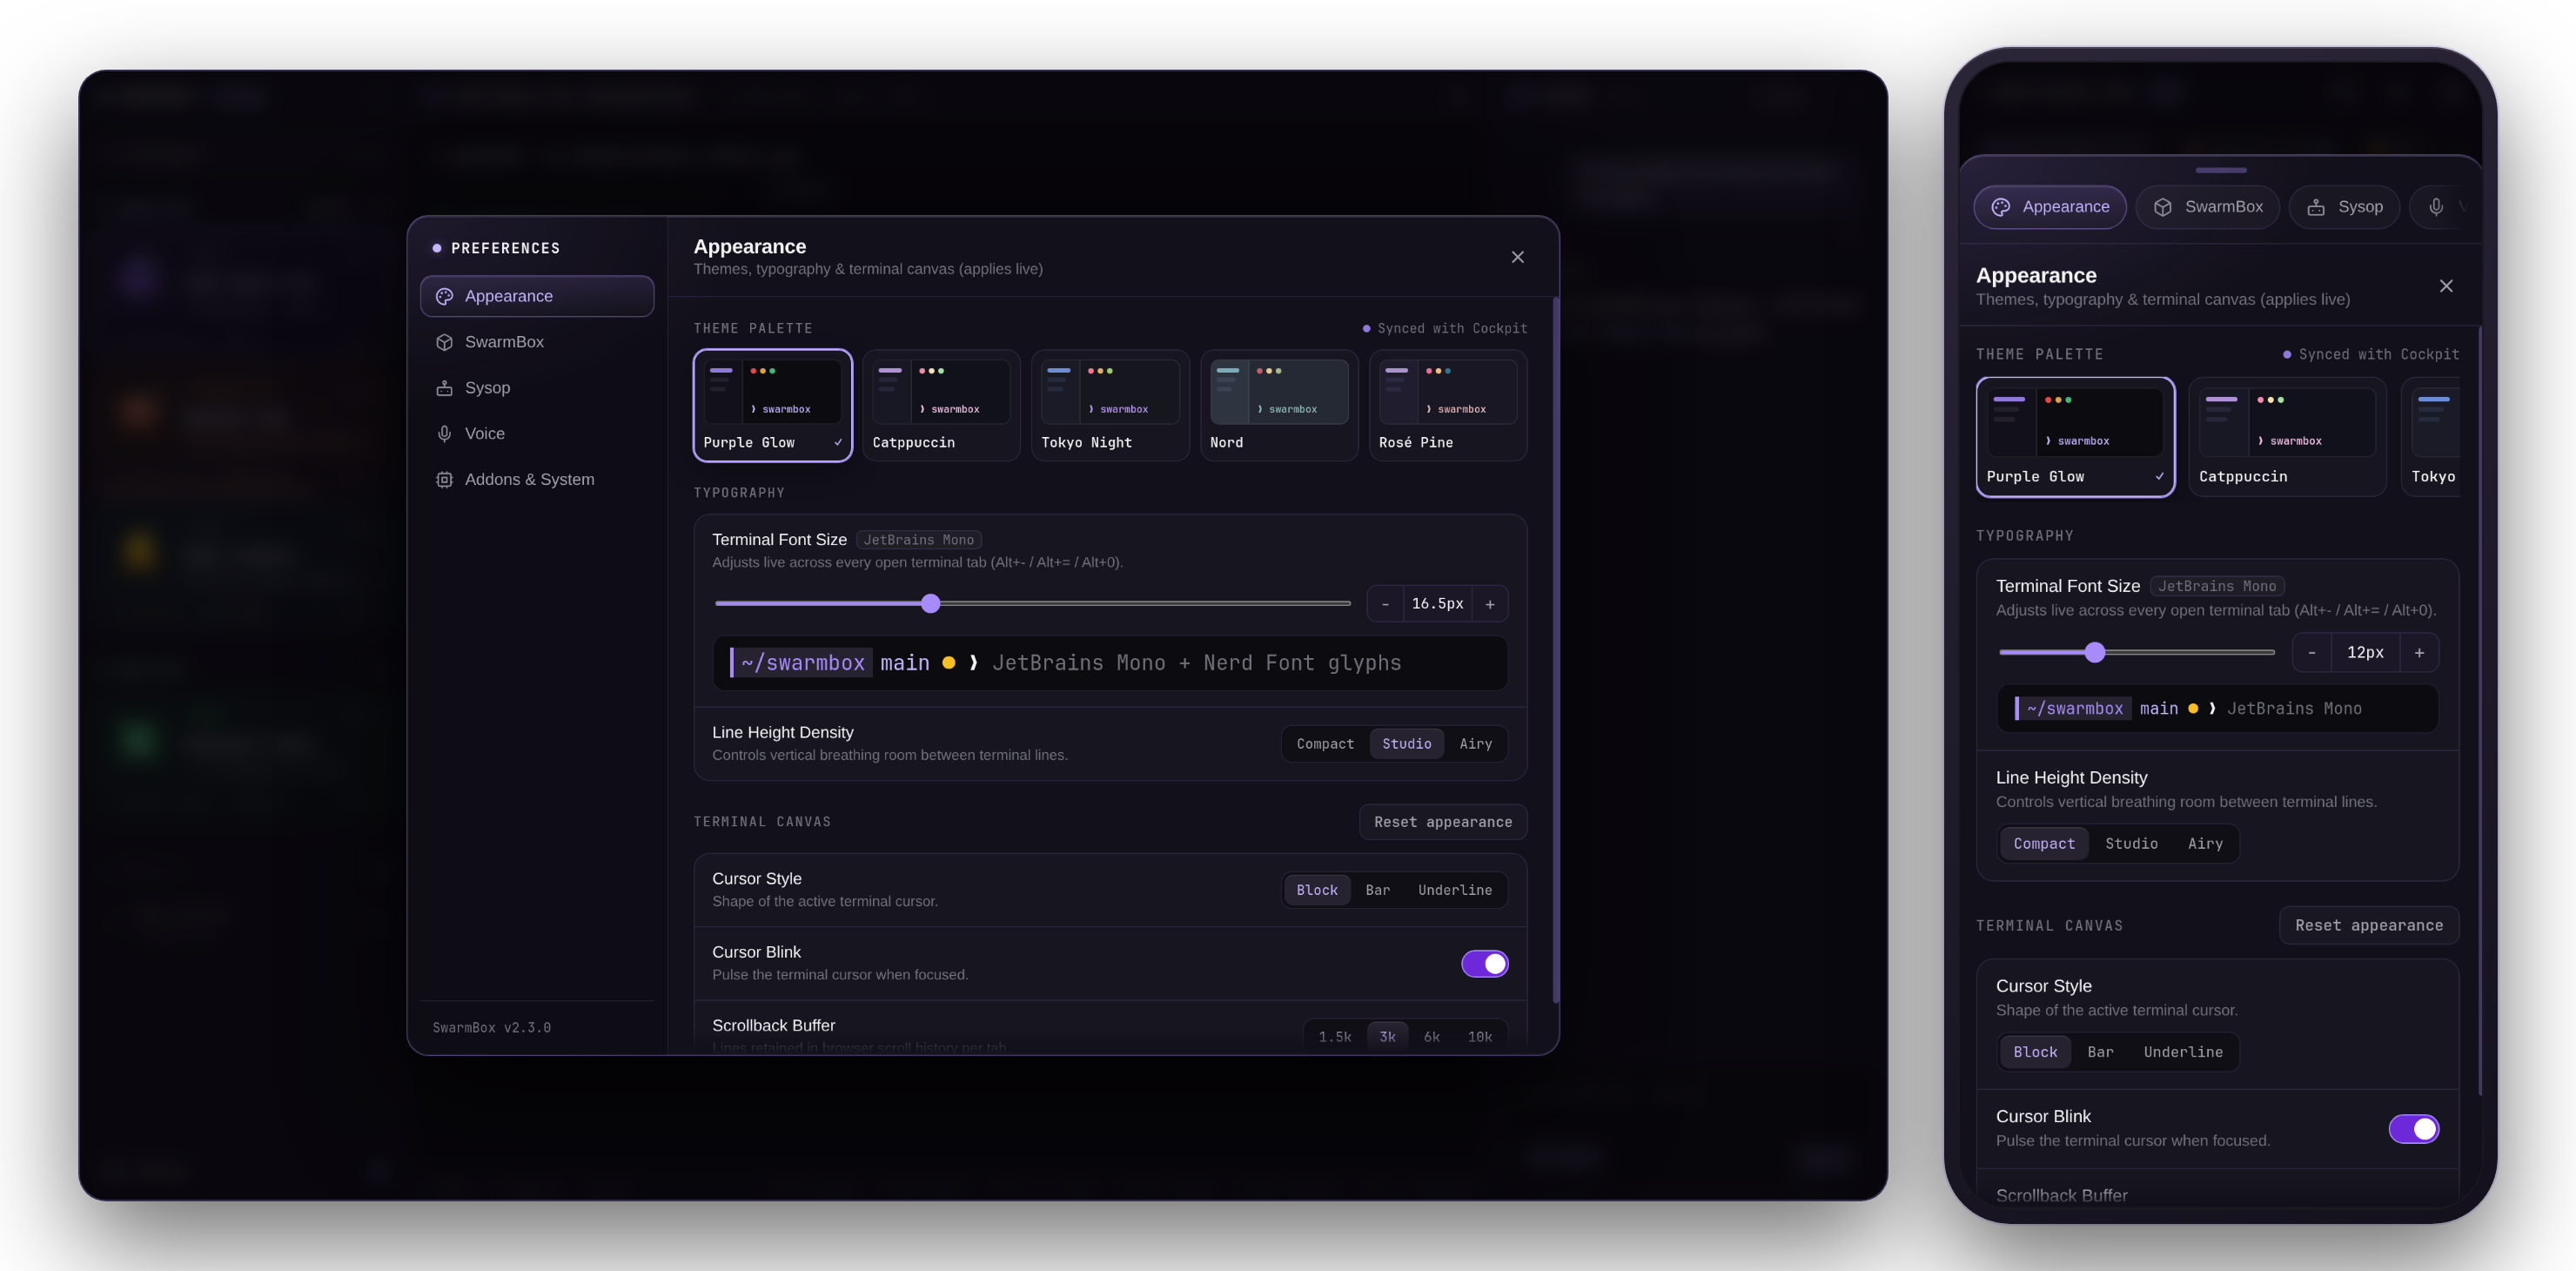 PREFERENCES
Appearance
SwarmBox
Sysop
Voice
Addons & System
SwarmBox v2.3.0
Appearance
Themes, typography & terminal canvas (applies live)
THEME PALETTE
Synced with Cockpit
❯ swarmbox
Purple Glow
❯ swarmbox
Catppuccin
❯ swarmbox
Tokyo Night
❯ swarmbox
Nord
❯ swarmbox
Rosé Pine
TYPOGRAPHY
Terminal Font Size JetBrains Mono
Adjusts live across every open terminal tab (Alt+- / Alt+= / Alt+0).
- 16.5px +
~/swarmbox main ● ❯ JetBrains Mono + Nerd Font glyphs
Line Height Density
Controls vertical breathing room between terminal lines.
Compact Studio Airy
TERMINAL CANVAS
Reset appearance
Cursor Style
Shape of the active terminal cursor.
Block Bar Underline
Cursor Blink
Pulse the terminal cursor when focused.
Scrollback Buffer
Lines retained in browser scroll history per tab.
1.5k 3k 6k 10k
Appearance SwarmBox Sysop
Appearance
Themes, typography & terminal canvas (applies live)
THEME PALETTE
Synced with Cockpit
❯ swarmbox
Purple Glow
❯ swarmbox
Catppuccin
Tokyo
TYPOGRAPHY
Terminal Font Size JetBrains Mono
Adjusts live across every open terminal tab (Alt+- / Alt+= / Alt+0).
- 12px +
~/swarmbox main ● ❯ JetBrains Mono
Line Height Density
Controls vertical breathing room between terminal lines.
Compact Studio Airy
TERMINAL CANVAS
Reset appearance
Cursor Style
Shape of the active terminal cursor.
Block Bar Underline
Cursor Blink
Pulse the terminal cursor when focused.
Scrollback Buffer